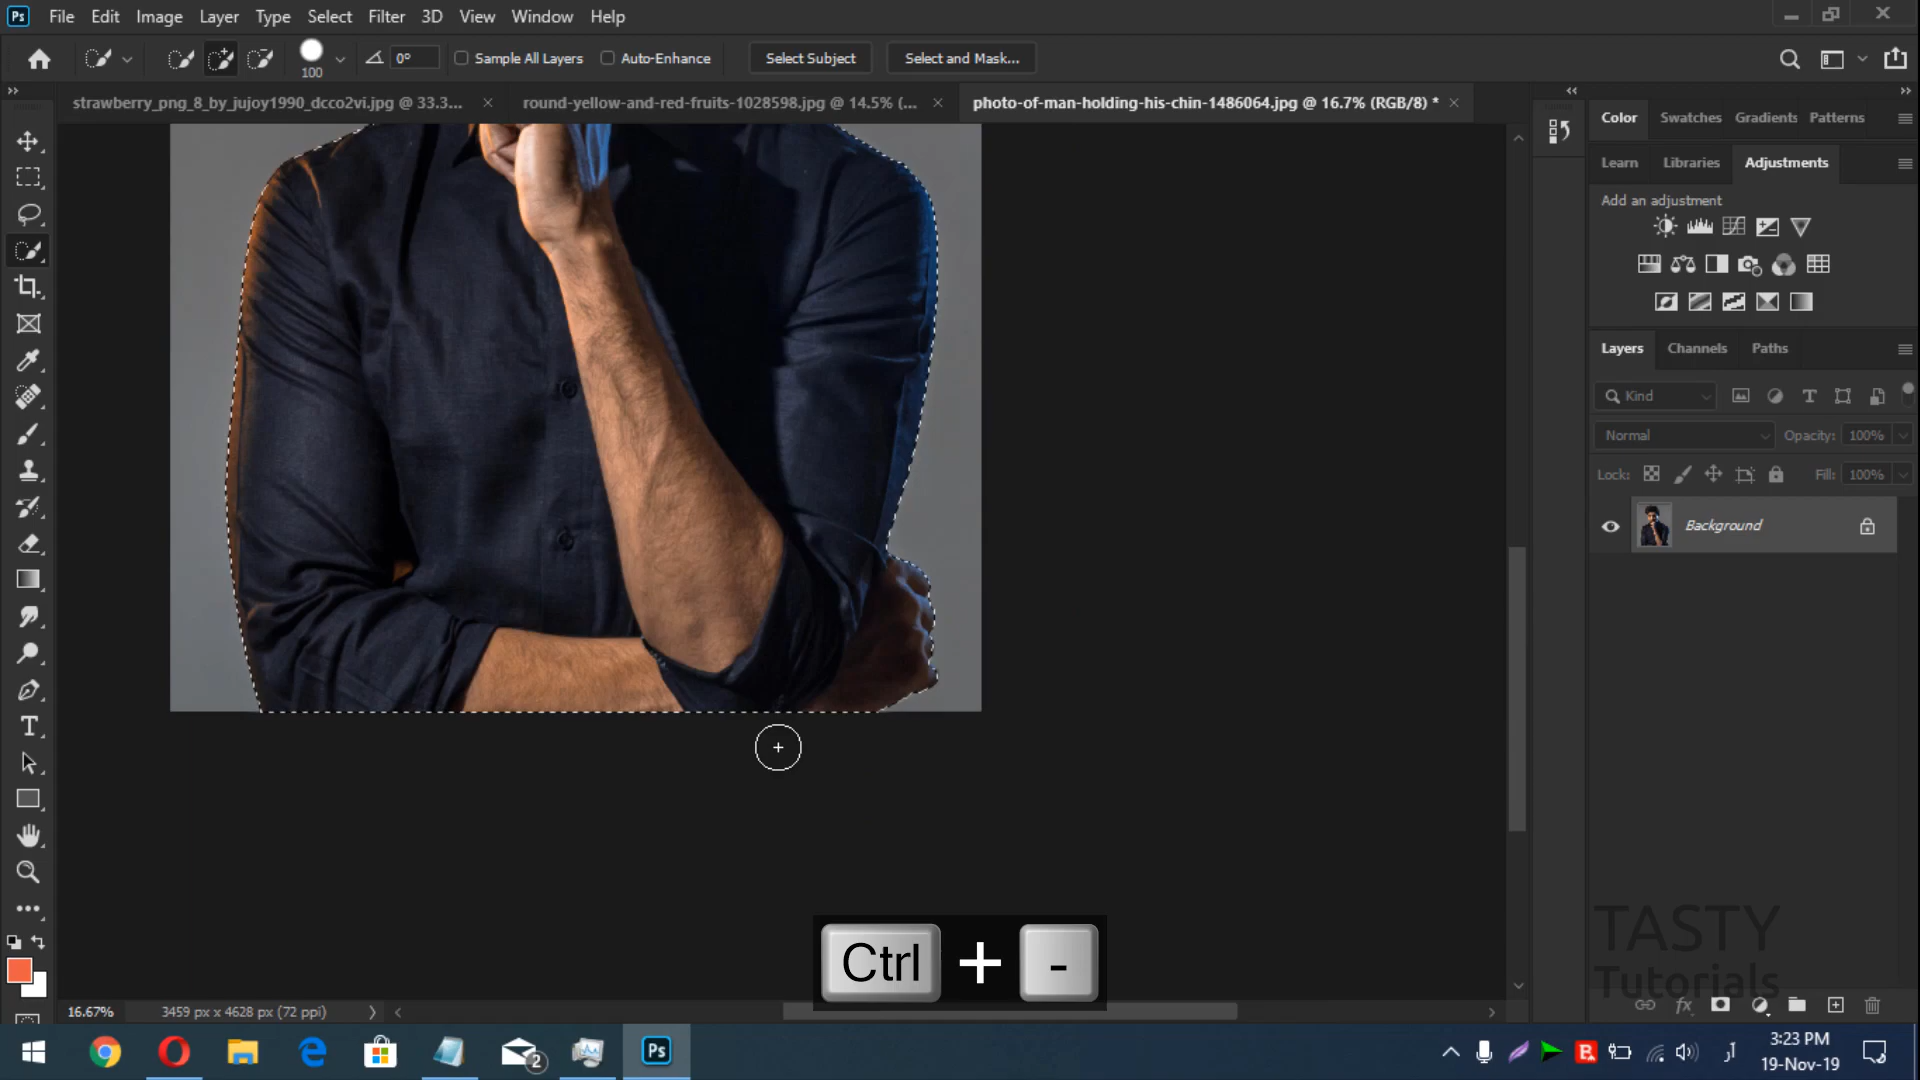 Ps File Edit Image Layer Type Select Filter 3D View Window Help
100 0° Sample All Layers Auto-Enhance Select Subject Select and Mask...
strawberry_png_8_by_jujoy1990_dcco2vi.jpg @ 33.3... × round-yellow-and-red-fruits-1028598.jpg @ 14.5% (... × photo-of-man-holding-his-chin-1486064.jpg @ 16.7% (RGB/8) * ×
Color Swatches Gradients Patterns
Learn Libraries Adjustments
Add an adjustment
Layers Channels Paths
Kind
Normal Opacity: 100%
Lock: Fill: 100%
Background
TASTY
Tutorials
Ctrl + -
16.67% 3459 px x 4628 px (72 ppi)
fx
2 Ps
3:23 PM
19-Nov-19